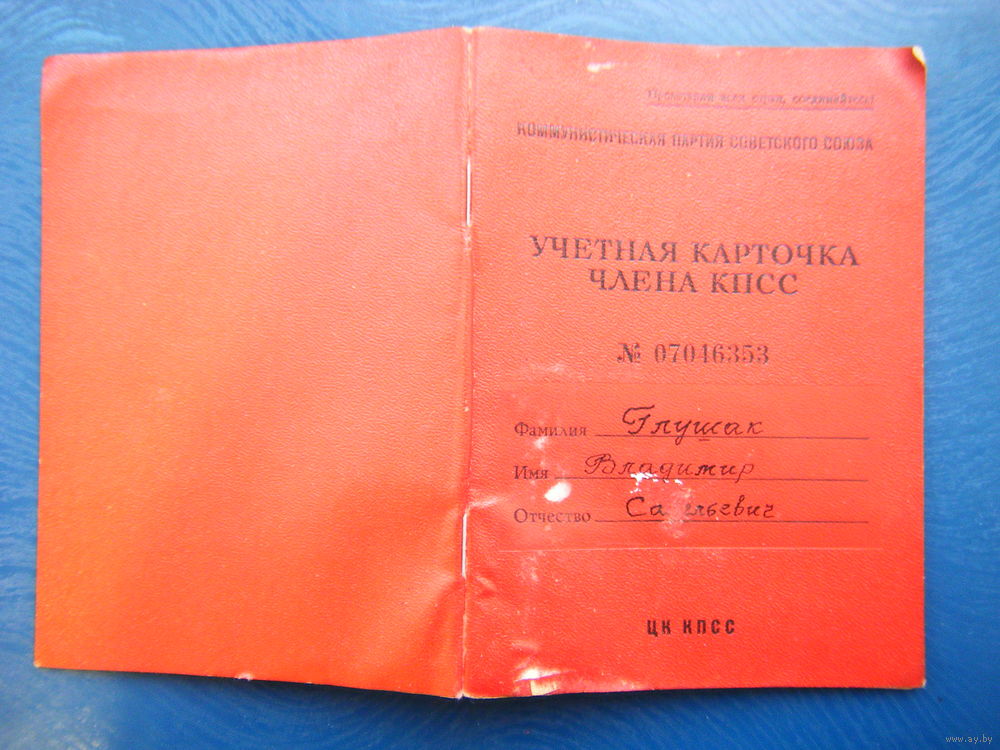 Пролетарии всех стран, соединяйтесь!
КОММУНИСТИЧЕСКАЯ ПАРТИЯ СОВЕТСКОГО СОЮЗА
УЧЕТНАЯ КАРТОЧКА
ЧЛЕНА КПСС
№ 07046353
Фамилия Глушак
Имя Владимир
Отчество
ЦК КПСС
www.ay.by